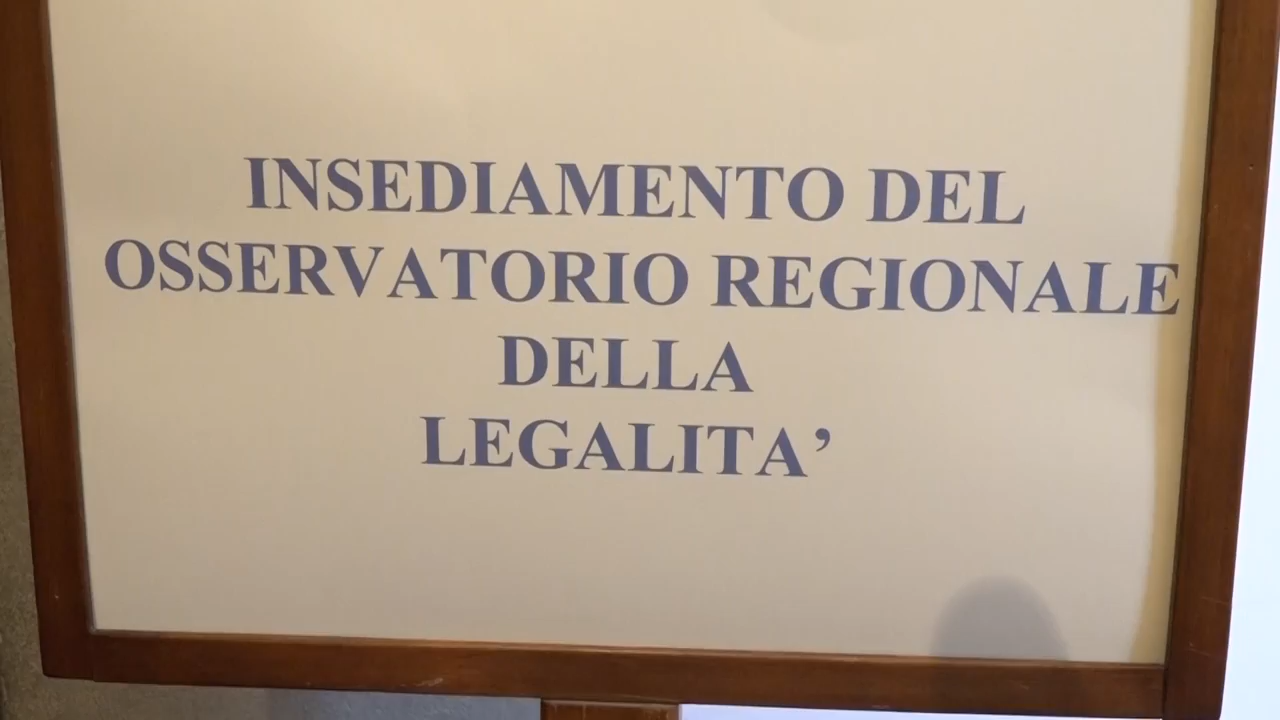 INSEDIAMENTO DEL
OSSERVATORIO REGIONALE
DELLA
LEGALITA’